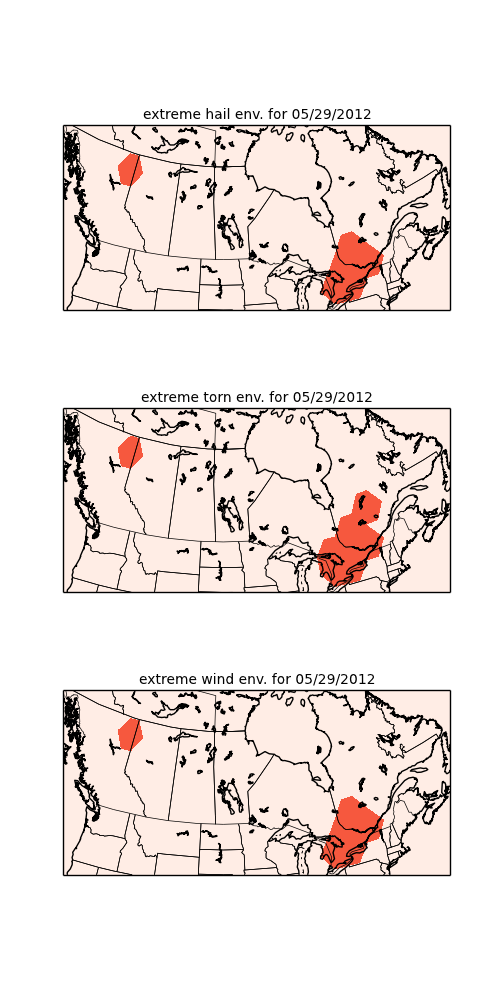 extreme hail env. for 05/29/2012
extreme torn env. for 05/29/2012
extreme wind env. for 05/29/2012